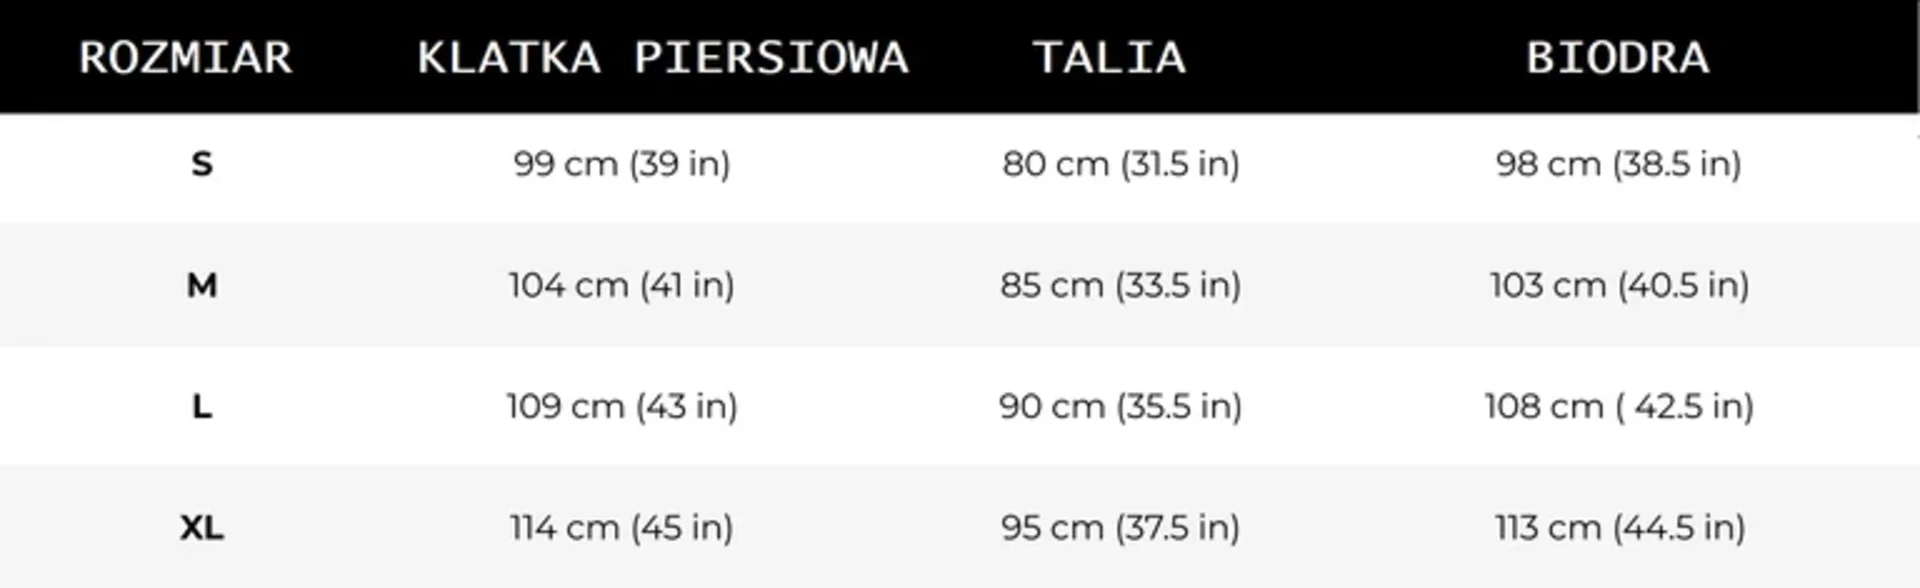 ROZMIAR KLATKA PIERSIOWA TALIA BIODRA
S 99 cm (39 in) 80 cm (31.5 in) 98 cm (38.5 in)
M 104 cm (41 in) 85 cm (33.5 in) 103 cm (40.5 in)
L 109 cm (43 in) 90 cm (35.5 in) 108 cm ( 42.5 in)
XL 114 cm (45 in) 95 cm (37.5 in) 113 cm (44.5 in)